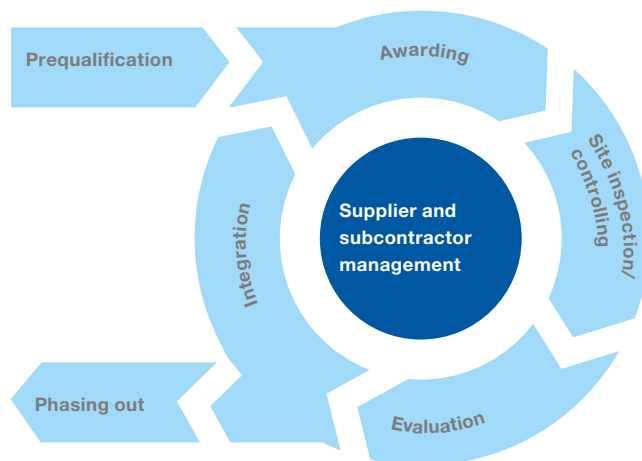 Prequalification
Awarding
Site inspection/
controlling
Supplier and
subcontractor
management
Integration
Phasing out
Evaluation